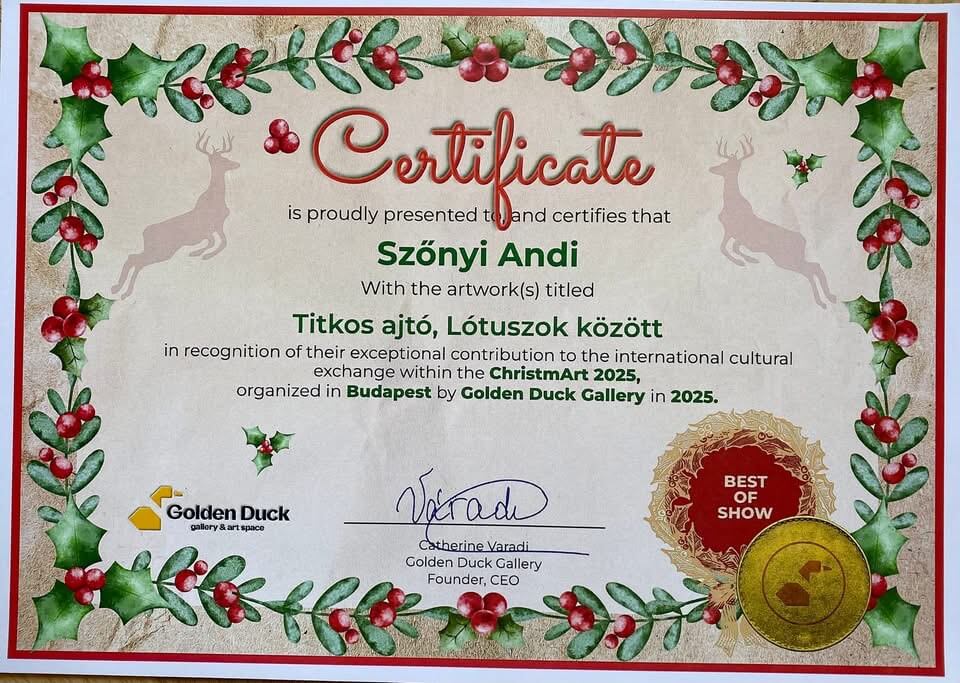 Certificate
is proudly presented to, and certifies that
Szőnyi Andi
With the artwork(s) titled
Titkos ajtó, Lótuszok között
in recognition of their exceptional contribution to the international cultural
exchange within the ChristmArt 2025,
organized in Budapest by Golden Duck Gallery in 2025.
BEST
OF
SHOW
Golden Duck
gallery & art space
Váradi
Catherine Varadi
Golden Duck Gallery
Founder, CEO